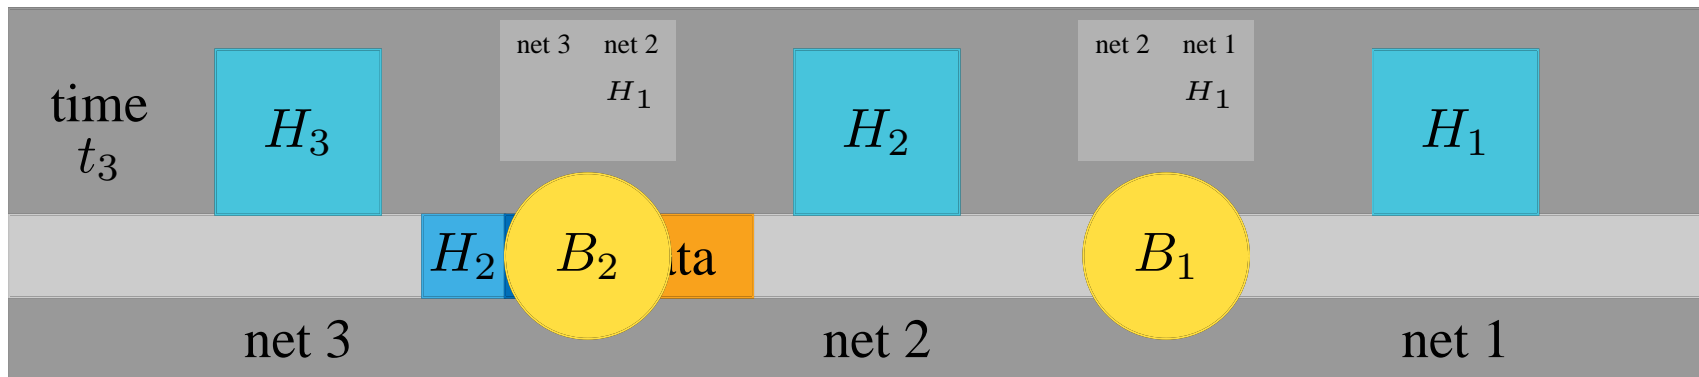 time
t₃
H₃
net 3 net 2
H₁
H₂
net 2 net 1
H₁
H₁
H₂
B₂
ata
B₁
net 3
net 2
net 1